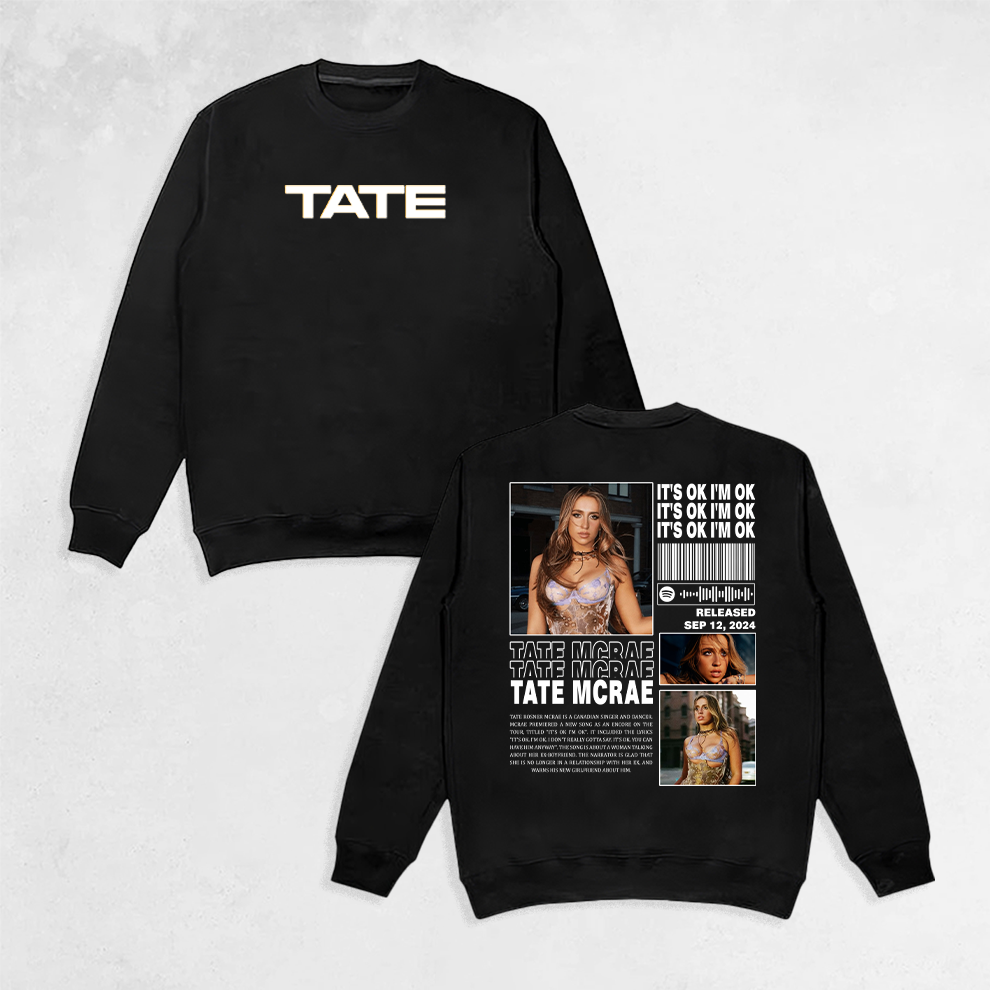 TATE
IT'S OK I'M OK
IT'S OK I'M OK
IT'S OK I'M OK
RELEASED
SEP 12, 2024
TATE MCRAE
TATE MCRAE
TATE MCRAE
TATE ROSNER MCRAE IS A CANADIAN SINGER AND DANCER.
MCRAE PREMIERED A NEW SONG AS AN ENCORE ON THE
TOUR, TITLED "IT'S OK I'M OK". IT INCLUDED THE LYRICS
"IT'S OK, I'M OK, I DON'T REALLY GOTTA SAY, IT'S OK, YOU CAN
HAVE HIM ANYWAY". THE SONG IS ABOUT A WOMAN TALKING
ABOUT HER EX-BOYFRIEND. THE NARRATOR IS GLAD THAT
SHE IS NO LONGER IN A RELATIONSHIP WITH HER EX, AND
WARNS HIS NEW GIRLFRIEND ABOUT HIM.